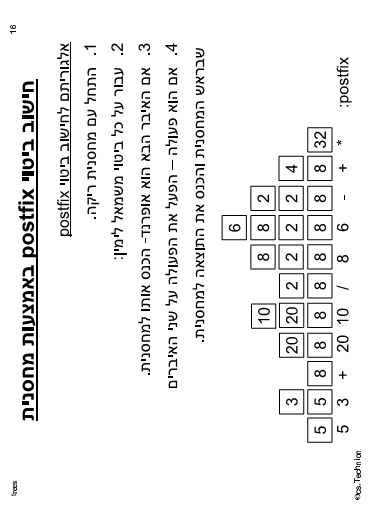 trees 16
חישוב ביטוי postfix באמצעות מחסנית
אלגוריתם לחישוב ביטוי postfix
1. התחל עם מחסנית ריקה.
2. עבור על כל ביטוי משמאל לימין:
3. אם האיבר הבא הוא אופרנד- הכנס אותו למחסנית.
4. אם הוא פעולה – הפעל את הפעולה על שני האיברים
שבראש המחסנית והכנס את התוצאה למחסנית.
6
10 8 8 2
3 20 20 2 2 2 2 4
5 5 8 8 8 8 8 8 8 8 32
5 3 + 20 10 / 8 6 - + * :postfix
©cs,Technion